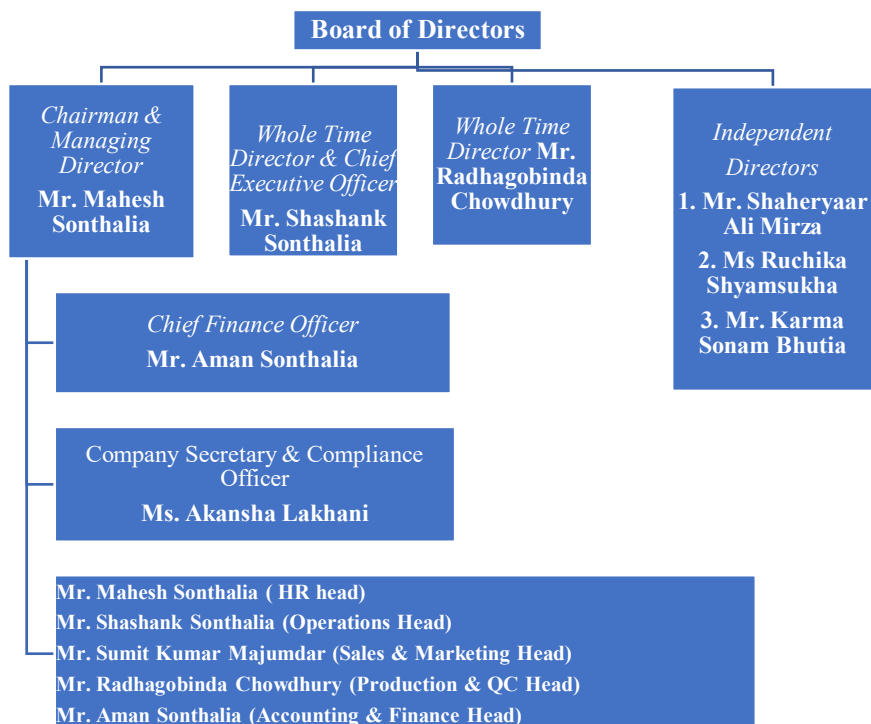 Board of Directors
Chairman &
Managing
Director
Mr. Mahesh
Sonthalia
Whole Time
Director & Chief
Executive Officer
Mr. Shashank
Sonthalia
Whole Time
Director Mr.
Radhagobinda
Chowdhury
Independent
Directors
1. Mr. Shaheryaar
Ali Mirza
2. Ms Ruchika
Shyamsukha
3. Mr. Karma
Sonam Bhutia
Chief Finance Officer
Mr. Aman Sonthalia
Company Secretary & Compliance
Officer
Ms. Akansha Lakhani
Mr. Mahesh Sonthalia ( HR head)
Mr. Shashank Sonthalia (Operations Head)
Mr. Sumit Kumar Majumdar (Sales & Marketing Head)
Mr. Radhagobinda Chowdhury (Production & QC Head)
Mr. Aman Sonthalia (Accounting & Finance Head)